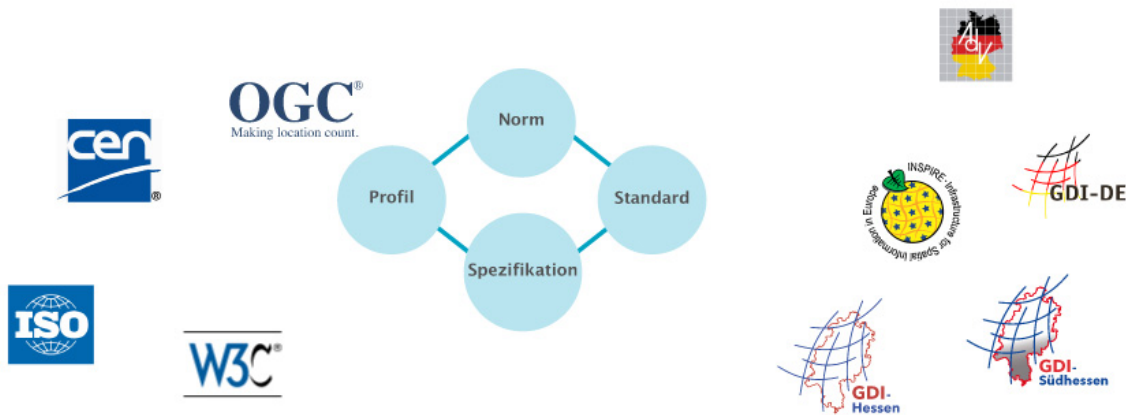 AdV
OGC®
Making location count.
cen
®
Norm
Profil
Standard
Spezifikation
INSPIRE · Infrastructure for Spatial Information in Europe
GDI-DE
ISO
W3C®
GDI-
Hessen
GDI-
Südhessen